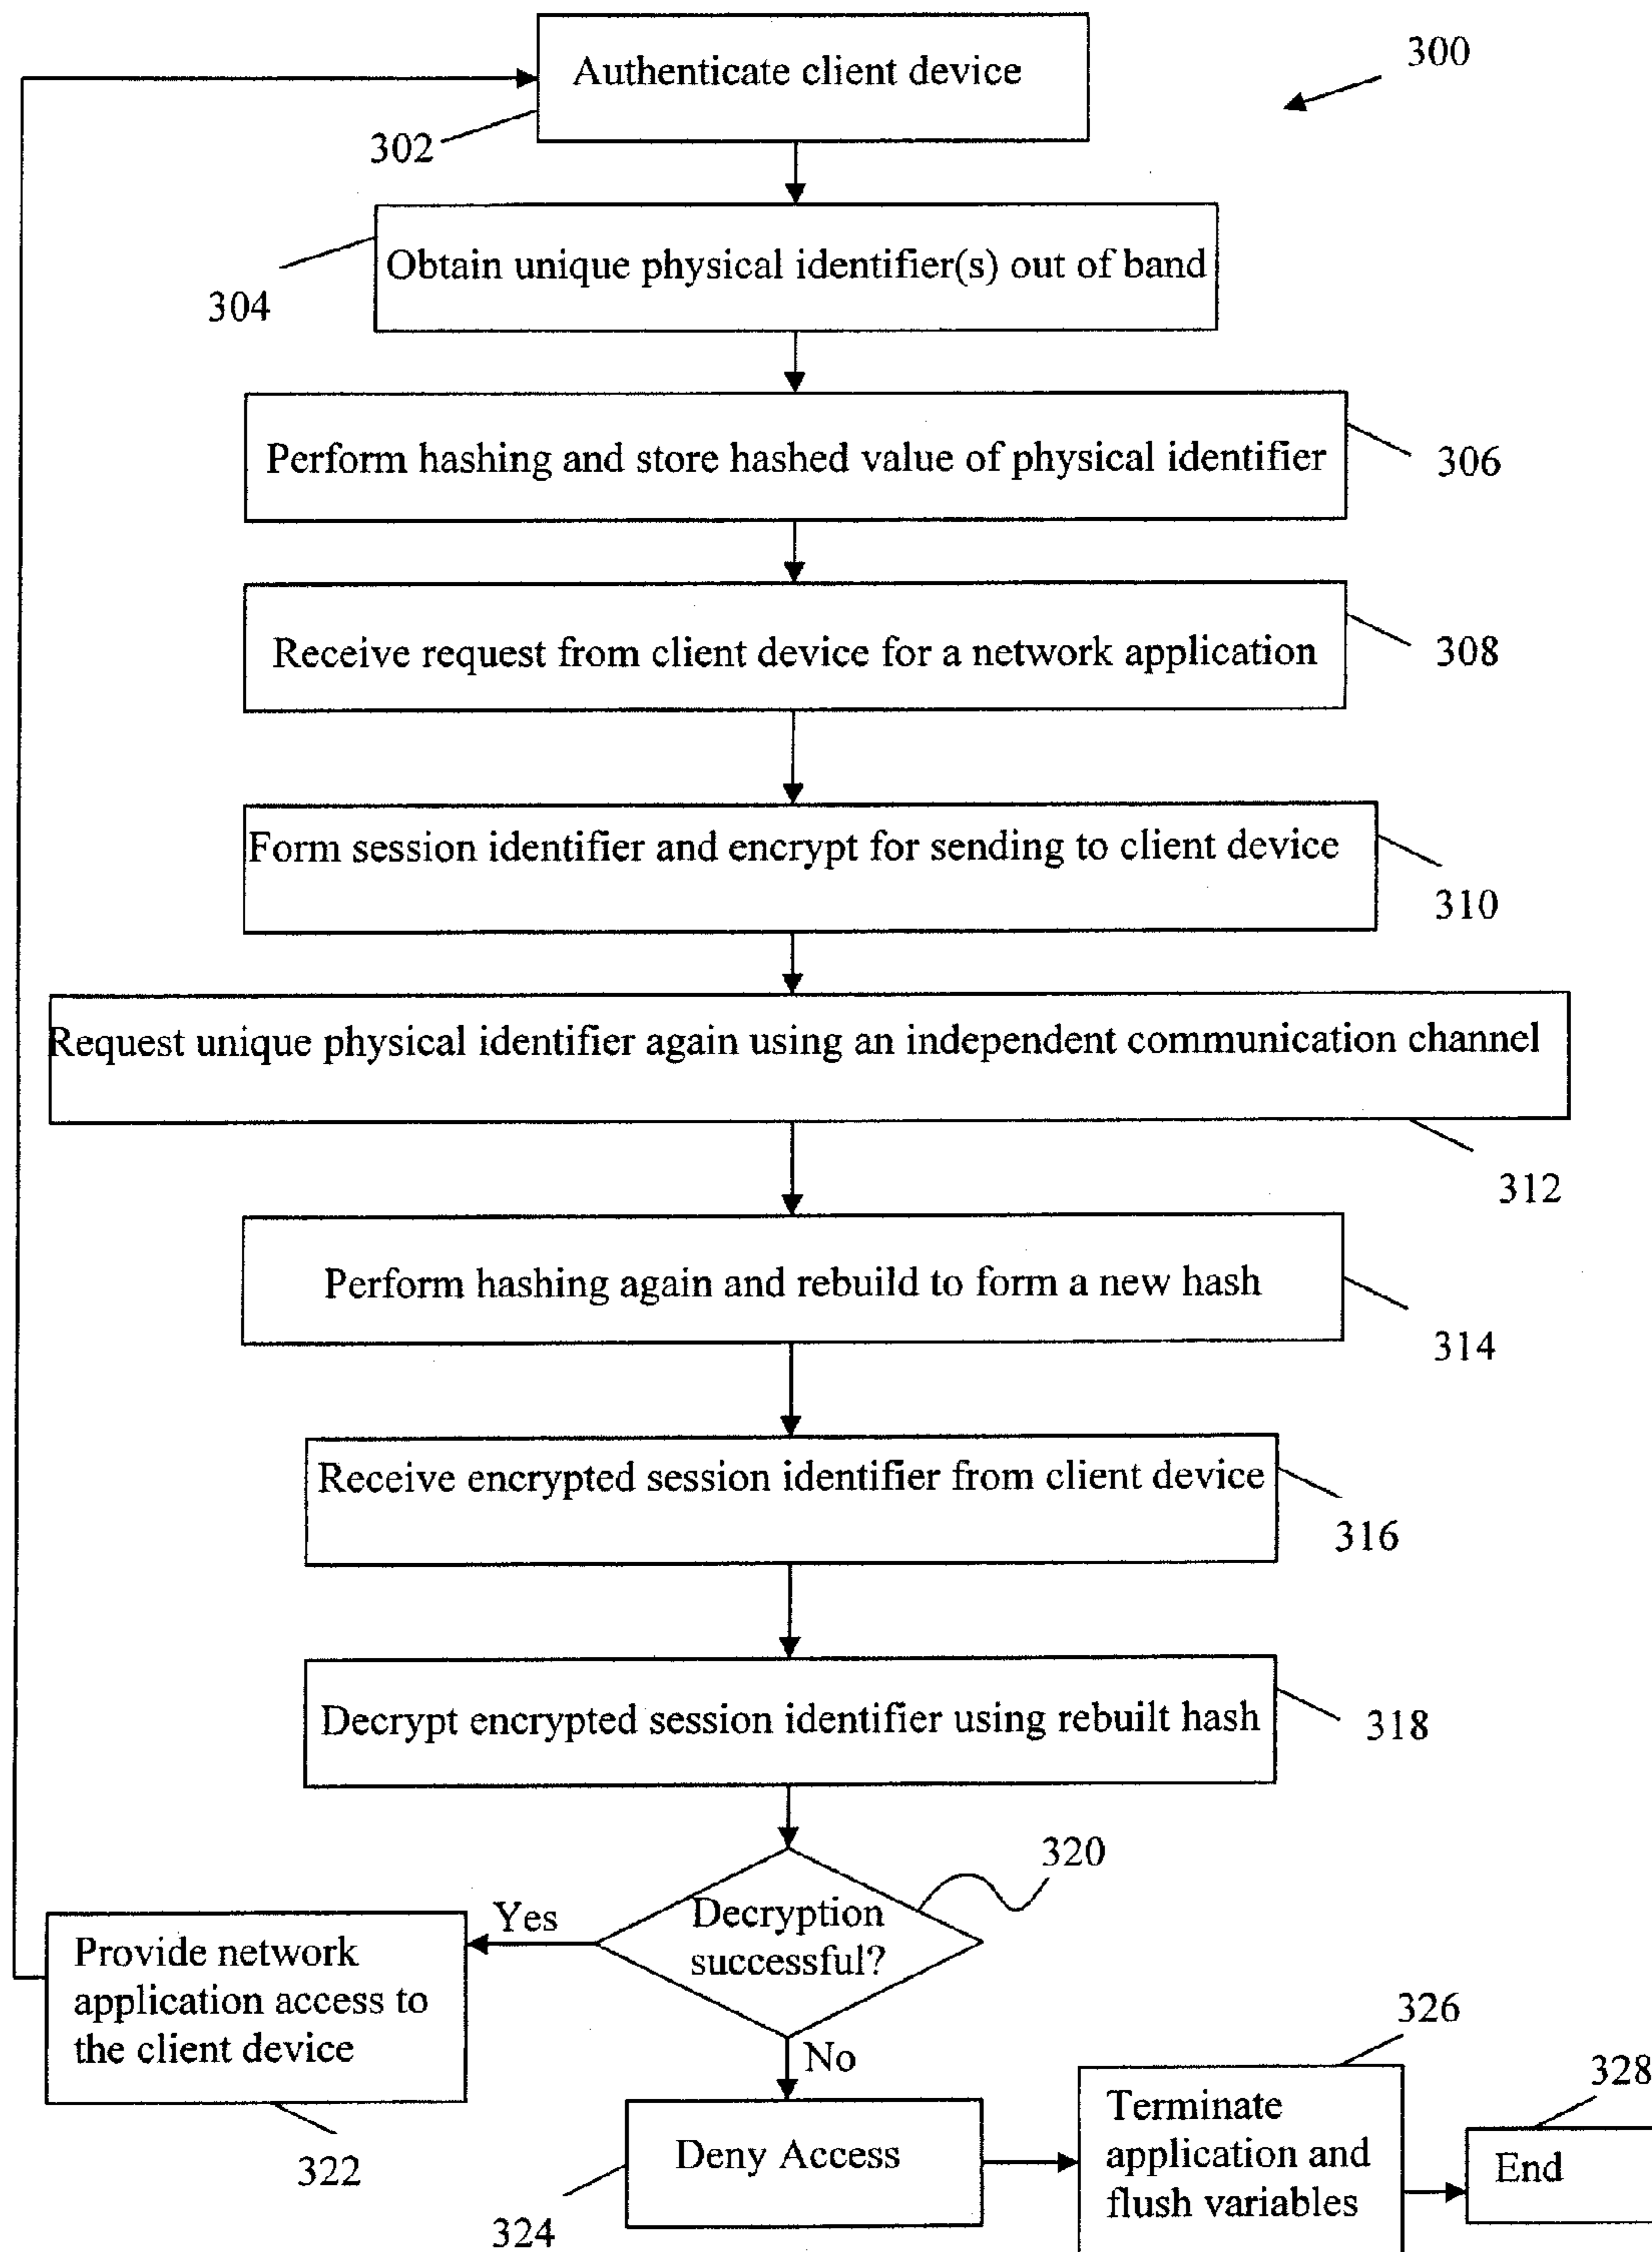 Authenticate client device
300
302
Obtain unique physical identifier(s) out of band
304
Perform hashing and store hashed value of physical identifier
306
Receive request from client device for a network application
308
Form session identifier and encrypt for sending to client device
310
Request unique physical identifier again using an independent communication channel
312
Perform hashing again and rebuild to form a new hash
314
Receive encrypted session identifier from client device
316
Decrypt encrypted session identifier using rebuilt hash
318
320
Decryption
successful?
Yes
Provide network
application access to
the client device
322
No
Deny Access
324
326
Terminate
application and
flush variables
328
End